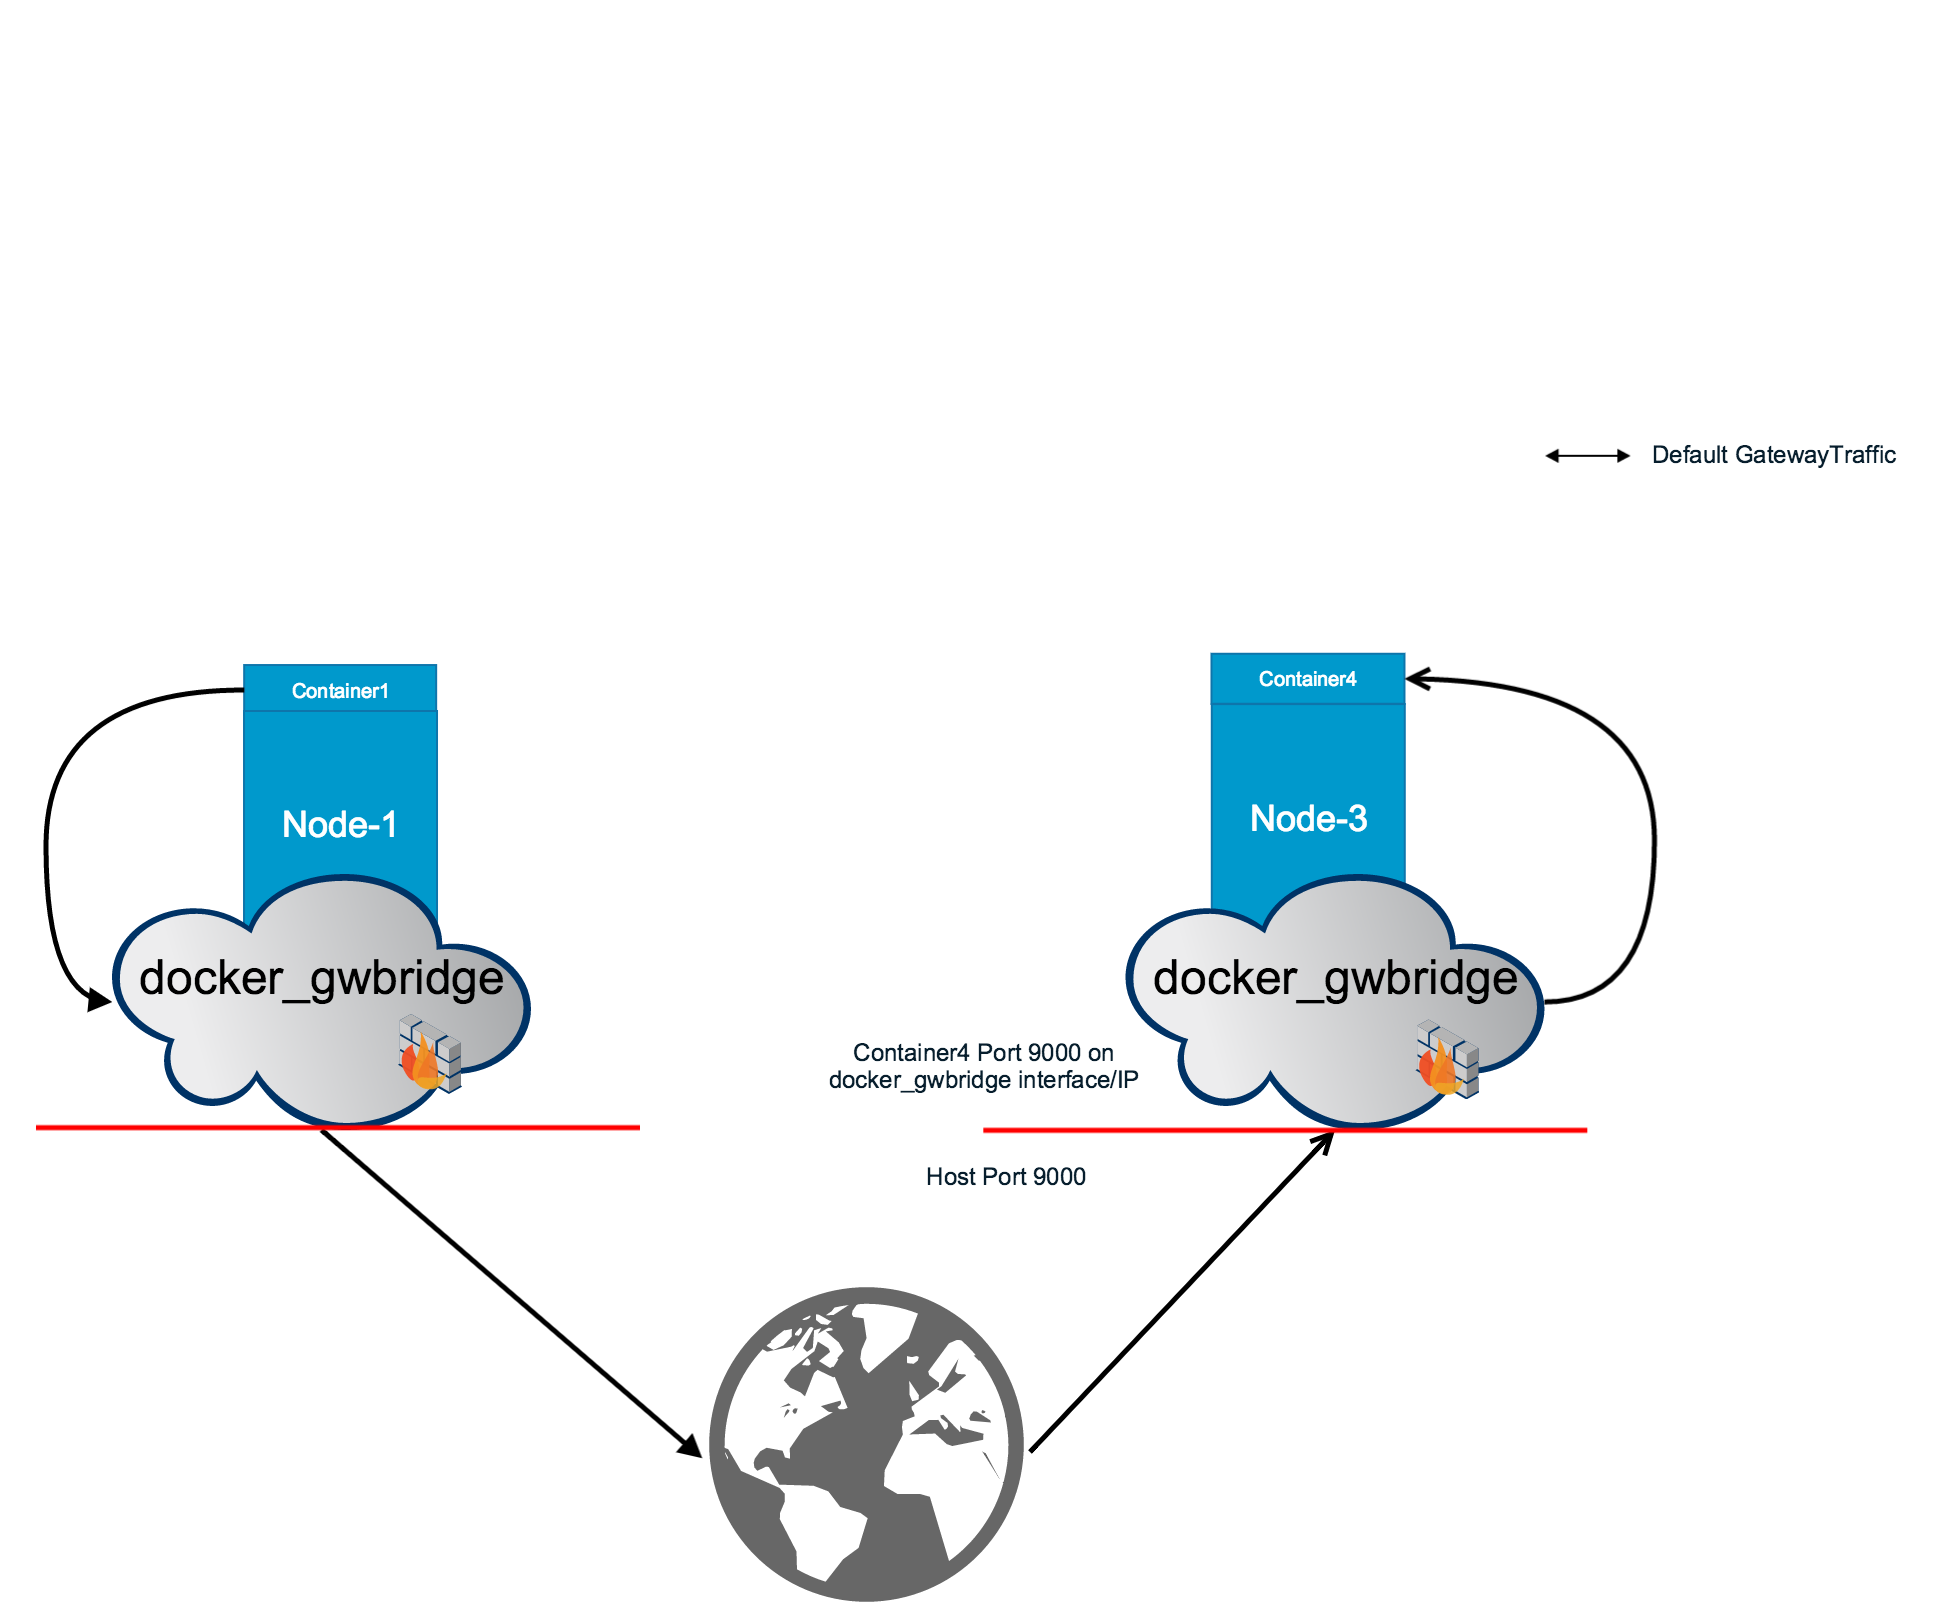 Default GatewayTraffic
Container1
Container4
Node-1
Node-3
docker_gwbridge
docker_gwbridge
Container4 Port 9000 on
docker_gwbridge interface/IP
Host Port 9000